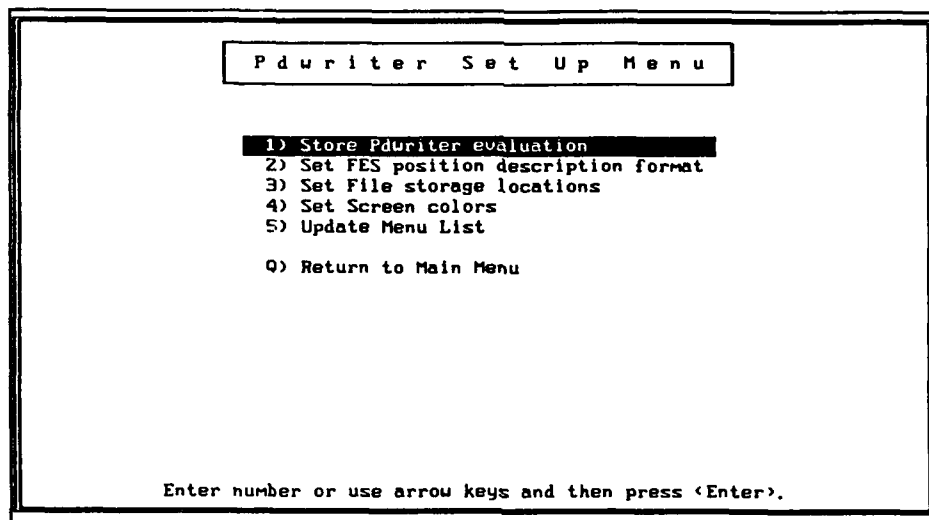 Pdwriter Set Up Menu
1) Store Pdwriter evaluation
2) Set FES position description format
3) Set File storage locations
4) Set Screen colors
5) Update Menu List
Q) Return to Main Menu
Enter number or use arrow keys and then press <Enter>.